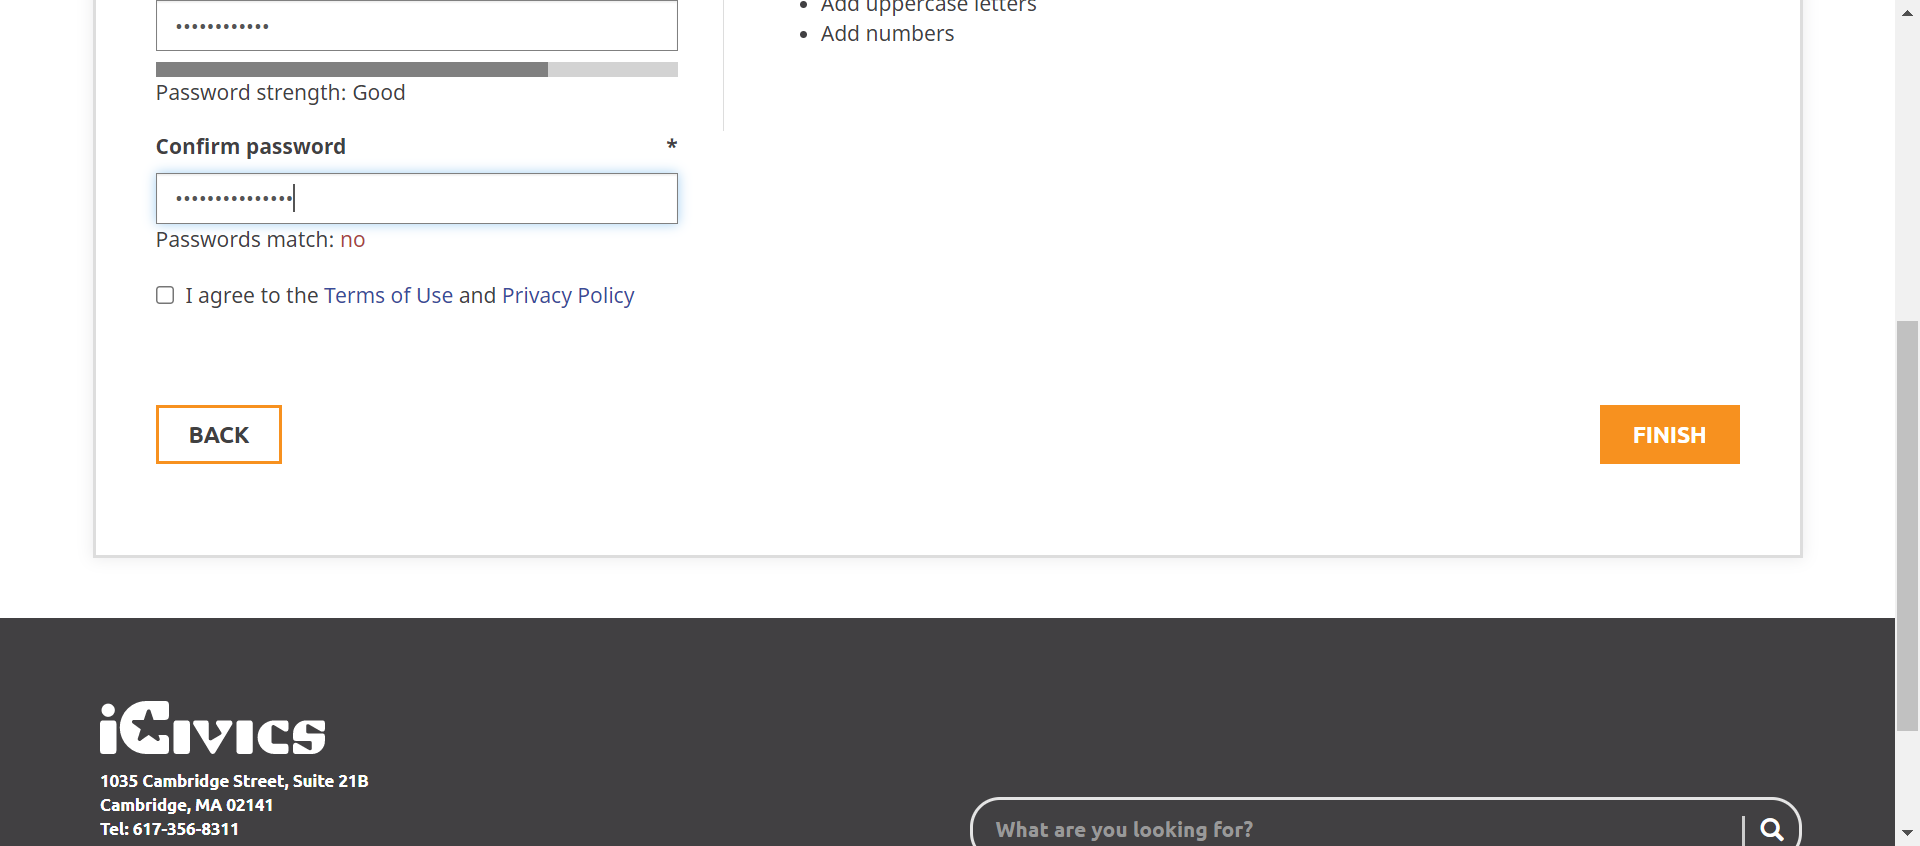 Add uppercase letters
Add numbers
••••••••••••
Password strength: Good
Confirm password *
•••••••••••••••
Passwords match: no
I agree to the Terms of Use and Privacy Policy
BACK
FINISH
iCivics
1035 Cambridge Street, Suite 21B
Cambridge, MA 02141
Tel: 617-356-8311
What are you looking for?